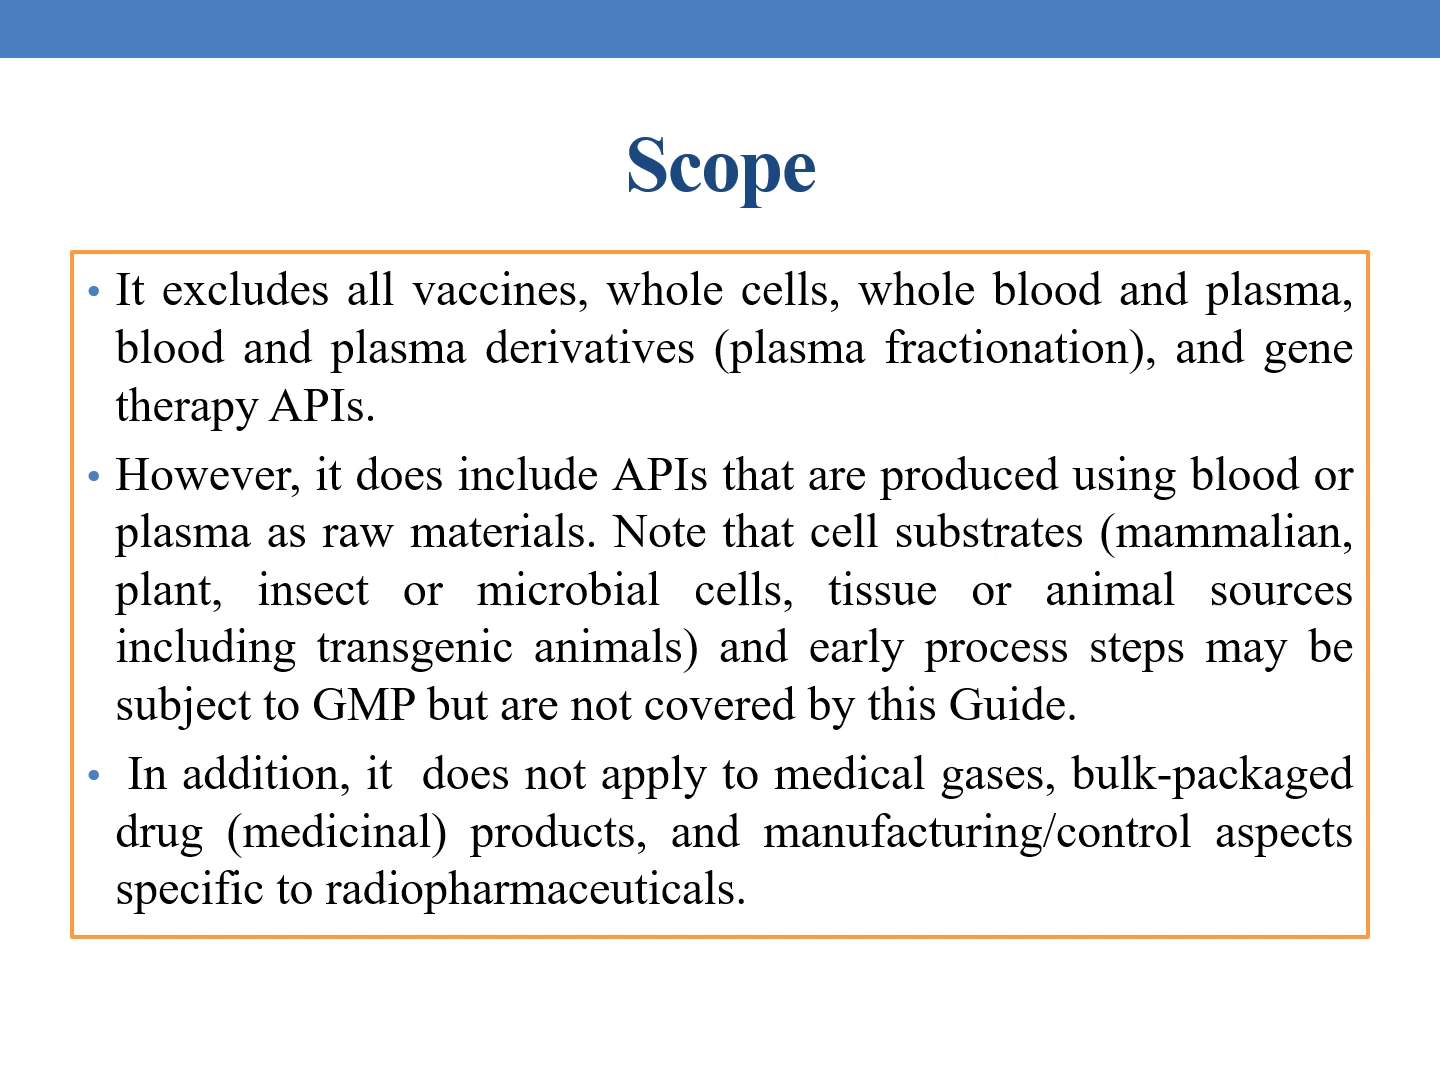 Scope
• It excludes all vaccines, whole cells, whole blood and plasma,
blood and plasma derivatives (plasma fractionation), and gene
therapy APIs.
• However, it does include APIs that are produced using blood or
plasma as raw materials. Note that cell substrates (mammalian,
plant, insect or microbial cells, tissue or animal sources
including transgenic animals) and early process steps may be
subject to GMP but are not covered by this Guide.
• In addition, it does not apply to medical gases, bulk-packaged
drug (medicinal) products, and manufacturing/control aspects
specific to radiopharmaceuticals.